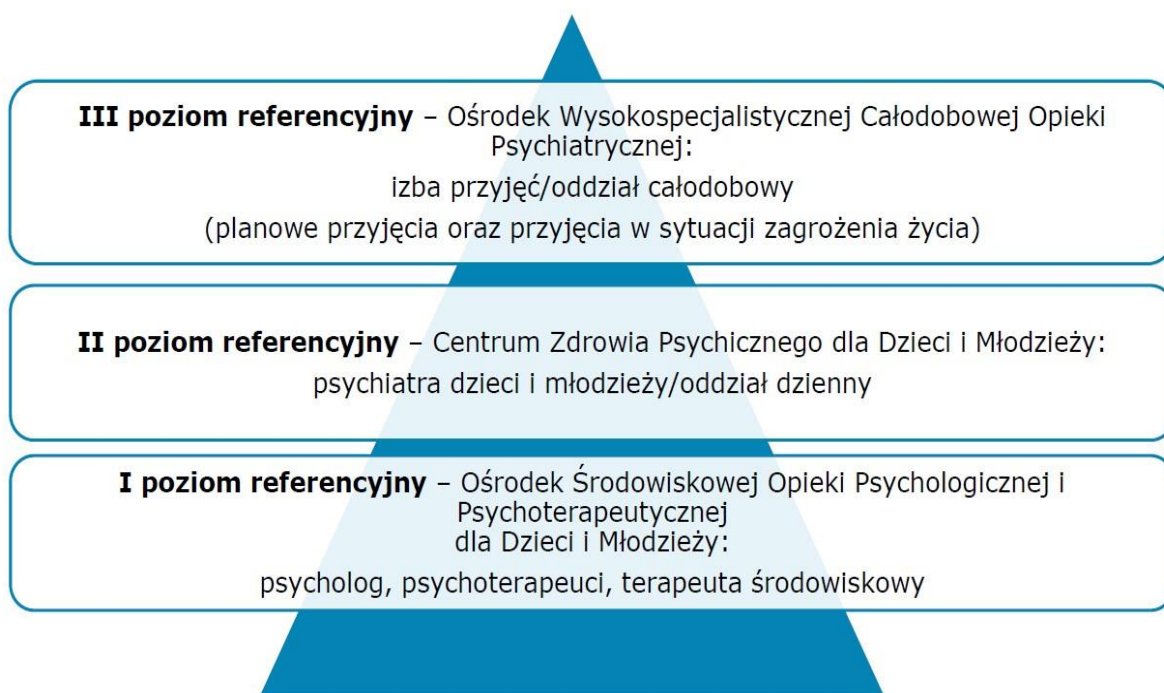 III poziom referencyjny – Ośrodek Wysokospecjalistycznej Całodobowej Opieki
Psychiatrycznej:
izba przyjęć/oddział całodobowy
(planowe przyjęcia oraz przyjęcia w sytuacji zagrożenia życia)
II poziom referencyjny – Centrum Zdrowia Psychicznego dla Dzieci i Młodzieży:
psychiatra dzieci i młodzieży/oddział dzienny
I poziom referencyjny – Ośrodek Środowiskowej Opieki Psychologicznej i
Psychoterapeutycznej
dla Dzieci i Młodzieży:
psycholog, psychoterapeuci, terapeuta środowiskowy